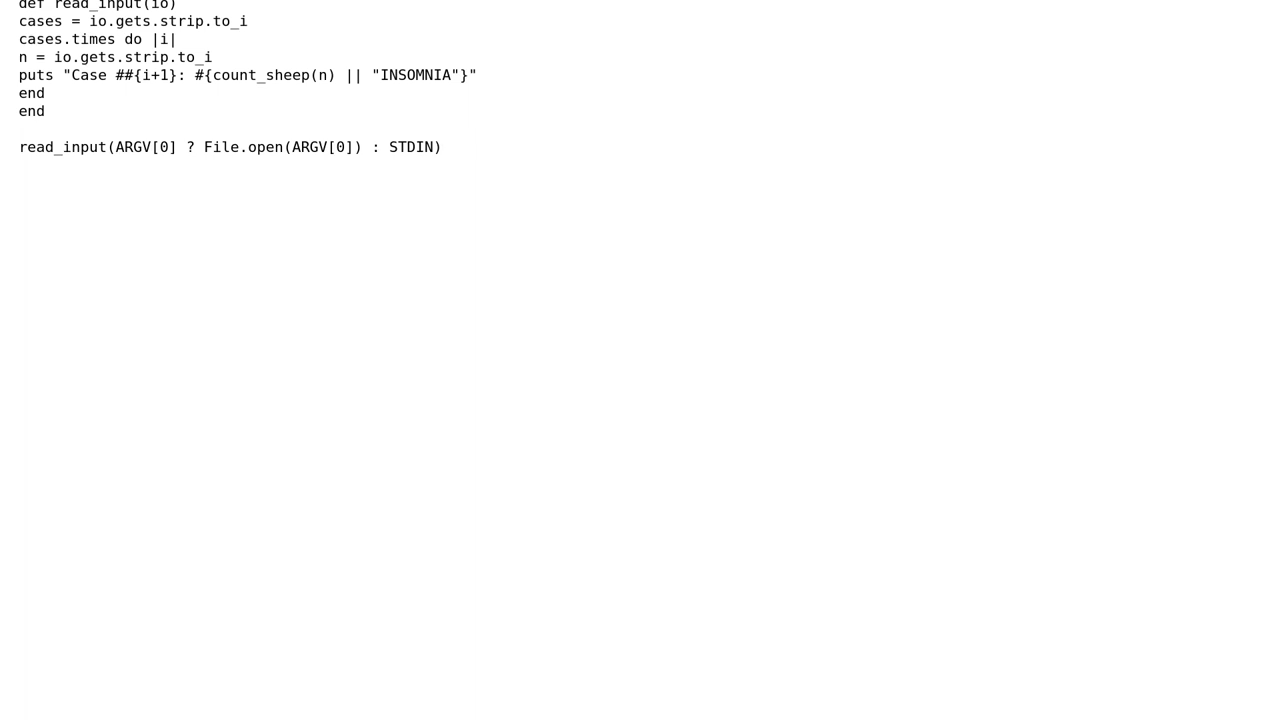 def read_input(io)
cases = io.gets.strip.to_i
cases.times do |i|
n = io.gets.strip.to_i
puts "Case ##{i+1}: #{count_sheep(n) || "INSOMNIA"}"
end
end

read_input(ARGV[0] ? File.open(ARGV[0]) : STDIN)